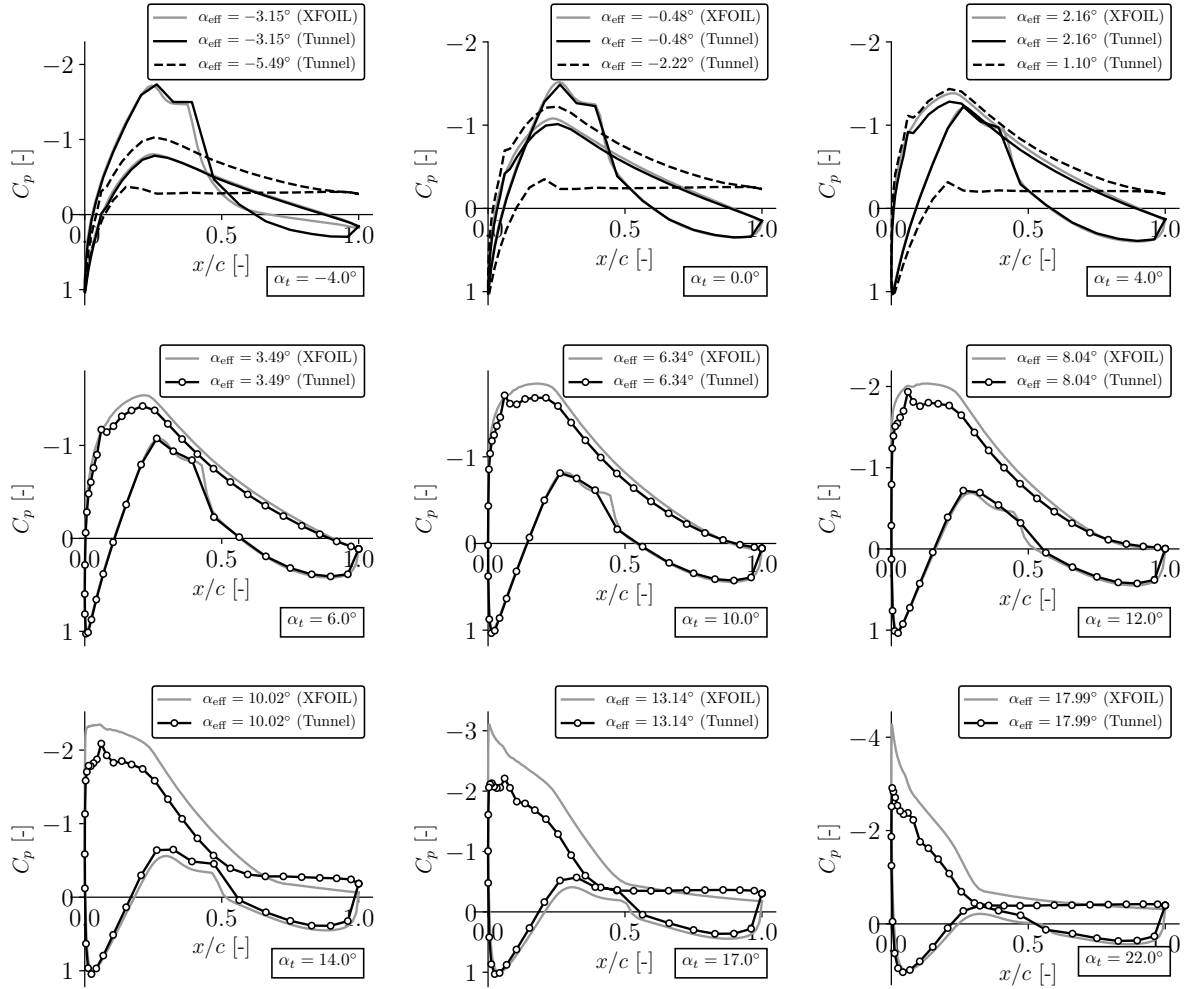 α_eff = −3.15° (XFOIL)
α_eff = −3.15° (Tunnel)
α_eff = −5.49° (Tunnel)
−2
−1
0
1
C_p [-]
0.0
0.5
1.0
x/c [-]
α_t = −4.0°
α_eff = −0.48° (XFOIL)
α_eff = −0.48° (Tunnel)
α_eff = −2.22° (Tunnel)
−2
−1
0
1
C_p [-]
0.0
0.5
1.0
x/c [-]
α_t = 0.0°
α_eff = 2.16° (XFOIL)
α_eff = 2.16° (Tunnel)
α_eff = 1.10° (Tunnel)
−2
−1
0
1
C_p [-]
0.0
0.5
1.0
x/c [-]
α_t = 4.0°
α_eff = 3.49° (XFOIL)
α_eff = 3.49° (Tunnel)
−1
0
1
C_p [-]
0.0
0.5
1.0
x/c [-]
α_t = 6.0°
α_eff = 6.34° (XFOIL)
α_eff = 6.34° (Tunnel)
−1
0
1
C_p [-]
0.0
0.5
1.0
x/c [-]
α_t = 10.0°
α_eff = 8.04° (XFOIL)
α_eff = 8.04° (Tunnel)
−2
−1
0
1
C_p [-]
0.0
0.5
1.0
x/c [-]
α_t = 12.0°
α_eff = 10.02° (XFOIL)
α_eff = 10.02° (Tunnel)
−2
−1
0
1
C_p [-]
0.0
0.5
1.0
x/c [-]
α_t = 14.0°
α_eff = 13.14° (XFOIL)
α_eff = 13.14° (Tunnel)
−3
−2
−1
0
1
C_p [-]
0.0
0.5
1.0
x/c [-]
α_t = 17.0°
α_eff = 17.99° (XFOIL)
α_eff = 17.99° (Tunnel)
−4
−2
0
C_p [-]
0.0
0.5
1.0
x/c [-]
α_t = 22.0°